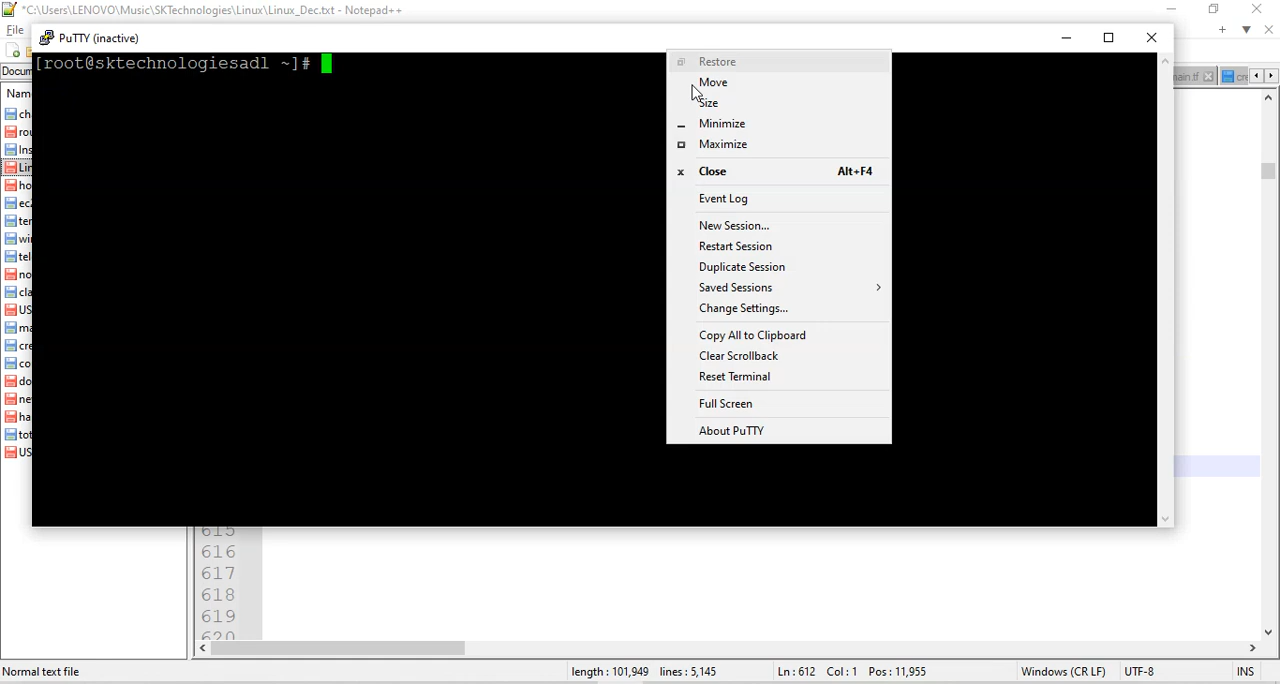 *C:\Users\LENOVO\Music\SKTechnologies\Linux\Linux_Dec.txt - Notepad++
File
PuTTY (inactive)
[root@sktechnologiesadl ~]#
Restore
Move
Size
Minimize
Maximize
Close Alt+F4
Event Log
New Session...
Restart Session
Duplicate Session
Saved Sessions
Change Settings...
Copy All to Clipboard
Clear Scrollback
Reset Terminal
Full Screen
About PuTTY
615
616
617
618
619
620
Normal text file length : 101,949 lines : 5,145 Ln : 612 Col : 1 Pos : 11,955 Windows (CR LF) UTF-8 INS